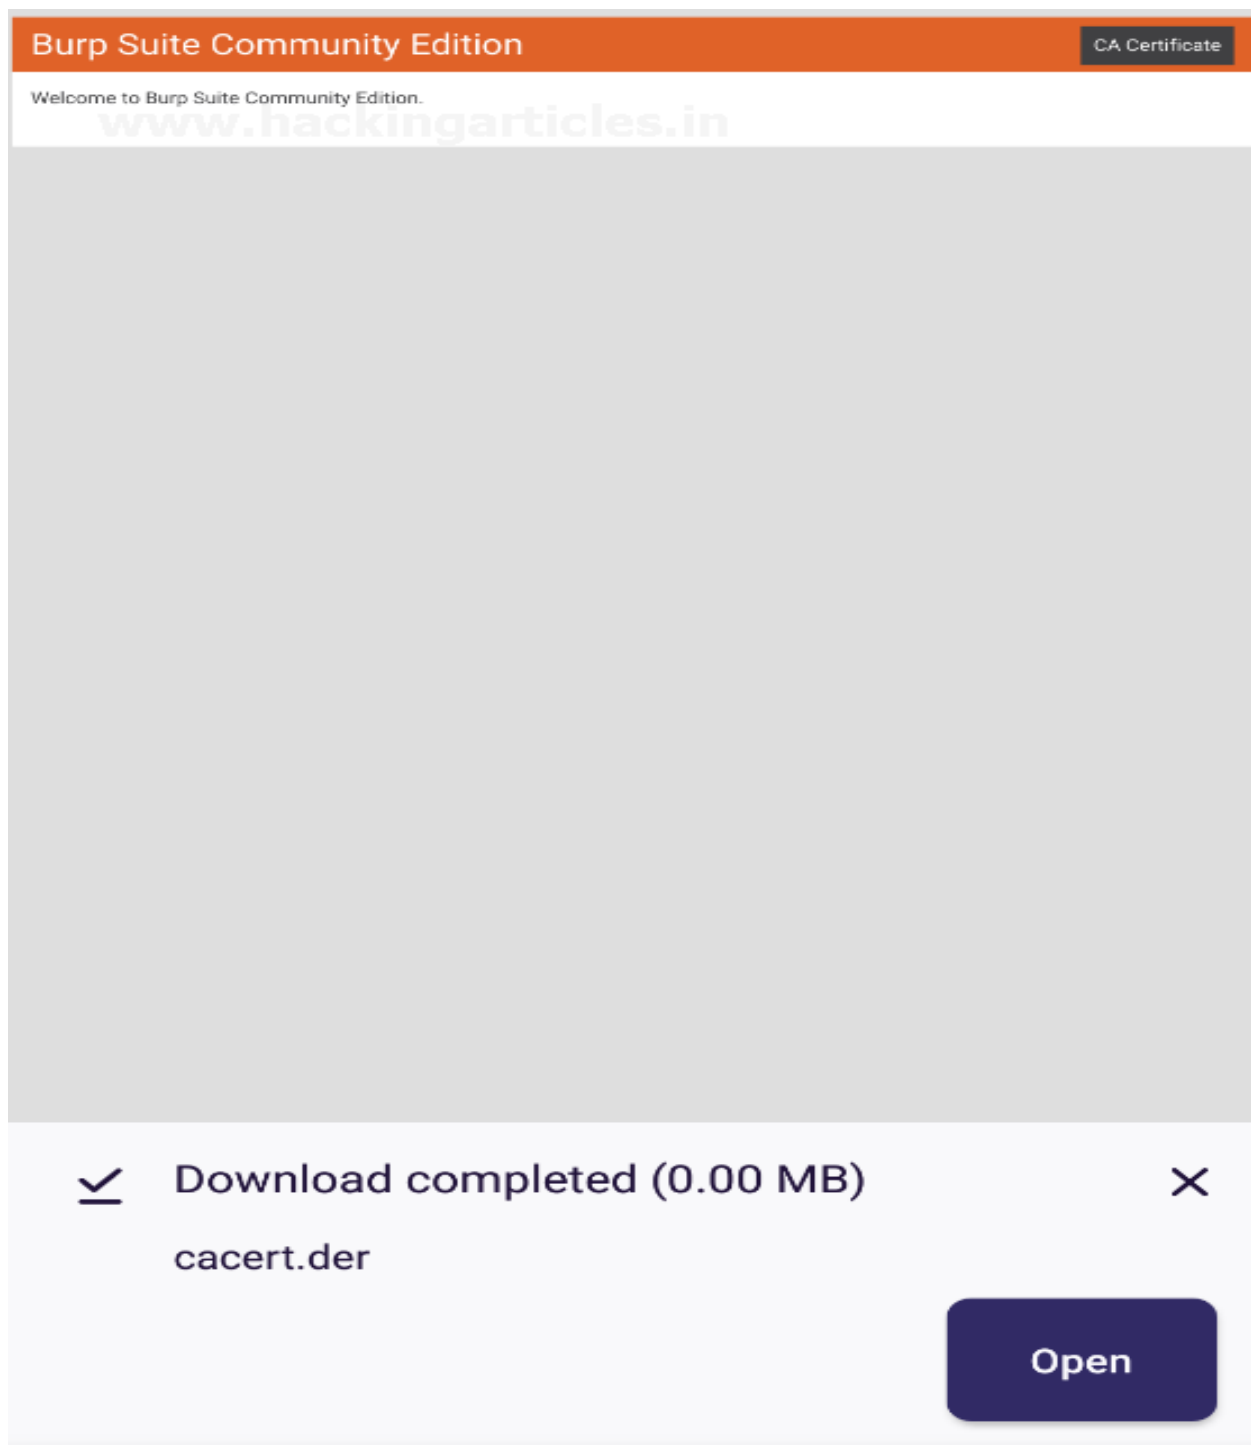 Burp Suite Community Edition
CA Certificate
Welcome to Burp Suite Community Edition.
www.hackingarticles.in
Download completed (0.00 MB)
cacert.der
Open